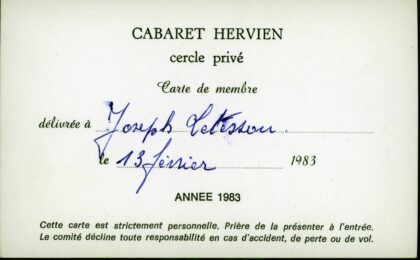 CABARET HERVIEN
cercle privé
Carte de membre
délivrée à Joseph Letesson.
le 13 février 1983
ANNEE 1983
Cette carte est strictement personnelle. Prière de la présenter à l'entrée.
Le comité décline toute responsabilité en cas d'accident, de perte ou de vol.